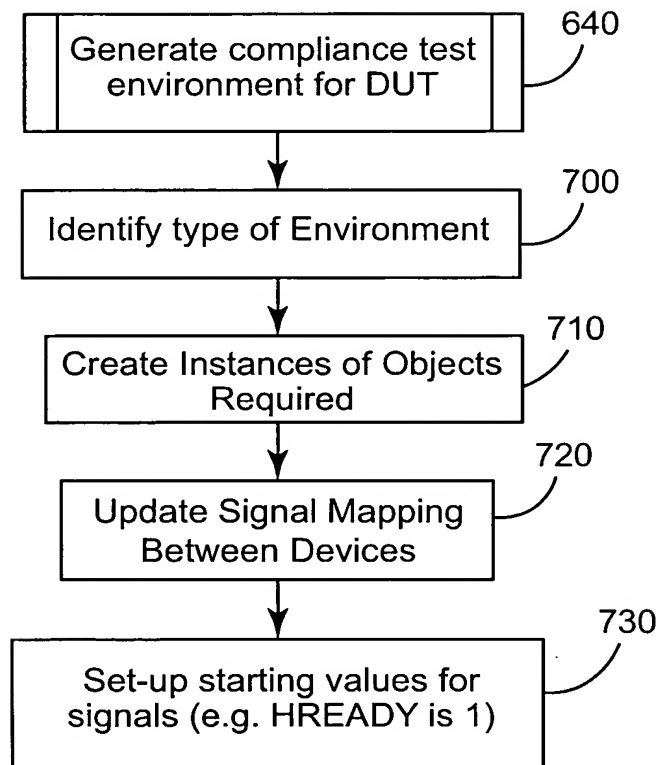 Generate compliance test
environment for DUT
640
Identify type of Environment
700
Create Instances of Objects
Required
710
Update Signal Mapping
Between Devices
720
Set-up starting values for
signals (e.g. HREADY is 1)
730